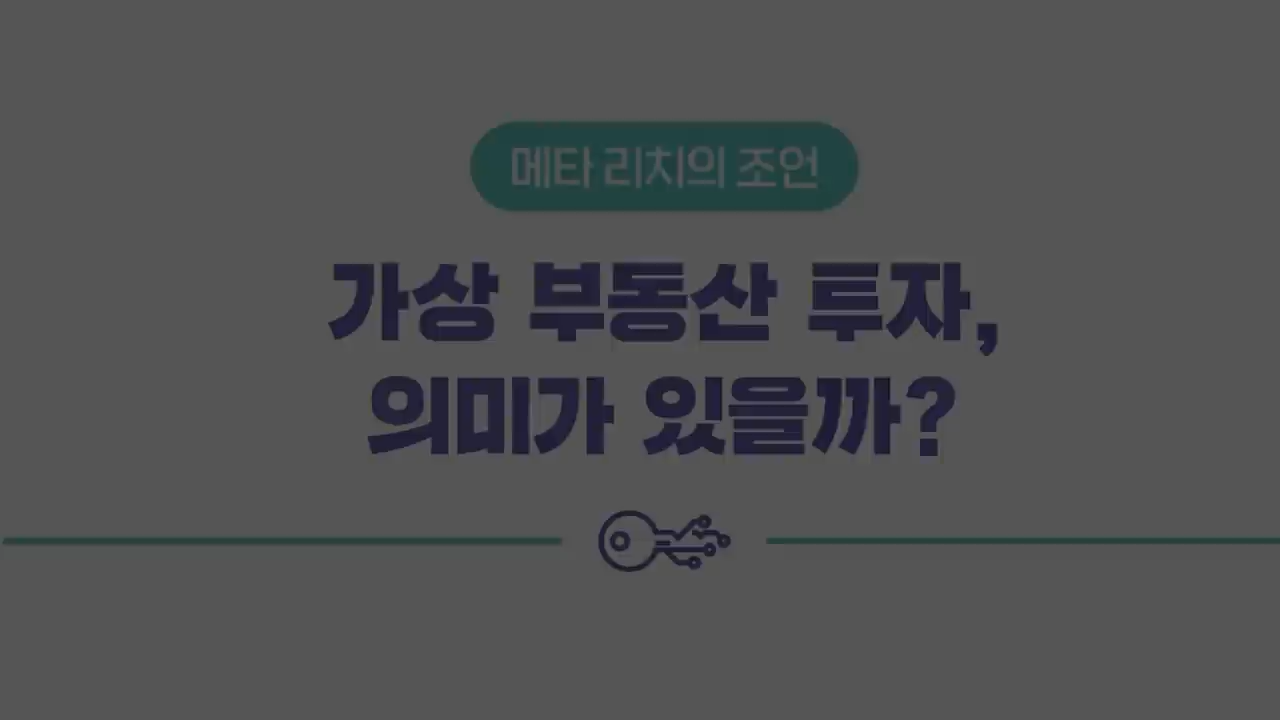 메타 리치의 조언
가상 부동산 투자,
의미가 있을까?